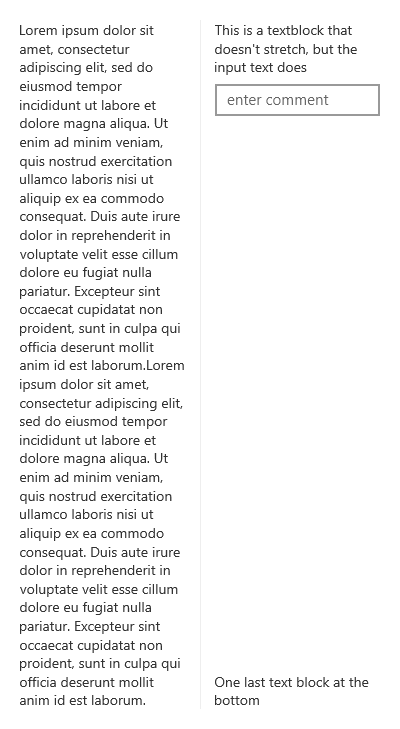 Lorem ipsum dolor sit
amet, consectetur
adipiscing elit, sed do
eiusmod tempor
incididunt ut labore et
dolore magna aliqua. Ut
enim ad minim veniam,
quis nostrud exercitation
ullamco laboris nisi ut
aliquip ex ea commodo
consequat. Duis aute irure
dolor in reprehenderit in
voluptate velit esse cillum
dolore eu fugiat nulla
pariatur. Excepteur sint
occaecat cupidatat non
proident, sunt in culpa qui
officia deserunt mollit
anim id est laborum.Lorem
ipsum dolor sit amet,
consectetur adipiscing elit,
sed do eiusmod tempor
incididunt ut labore et
dolore magna aliqua. Ut
enim ad minim veniam,
quis nostrud exercitation
ullamco laboris nisi ut
aliquip ex ea commodo
consequat. Duis aute irure
dolor in reprehenderit in
voluptate velit esse cillum
dolore eu fugiat nulla
pariatur. Excepteur sint
occaecat cupidatat non
proident, sunt in culpa qui
officia deserunt mollit
anim id est laborum.
This is a textblock that
doesn't stretch, but the
input text does
enter comment
One last text block at the
bottom